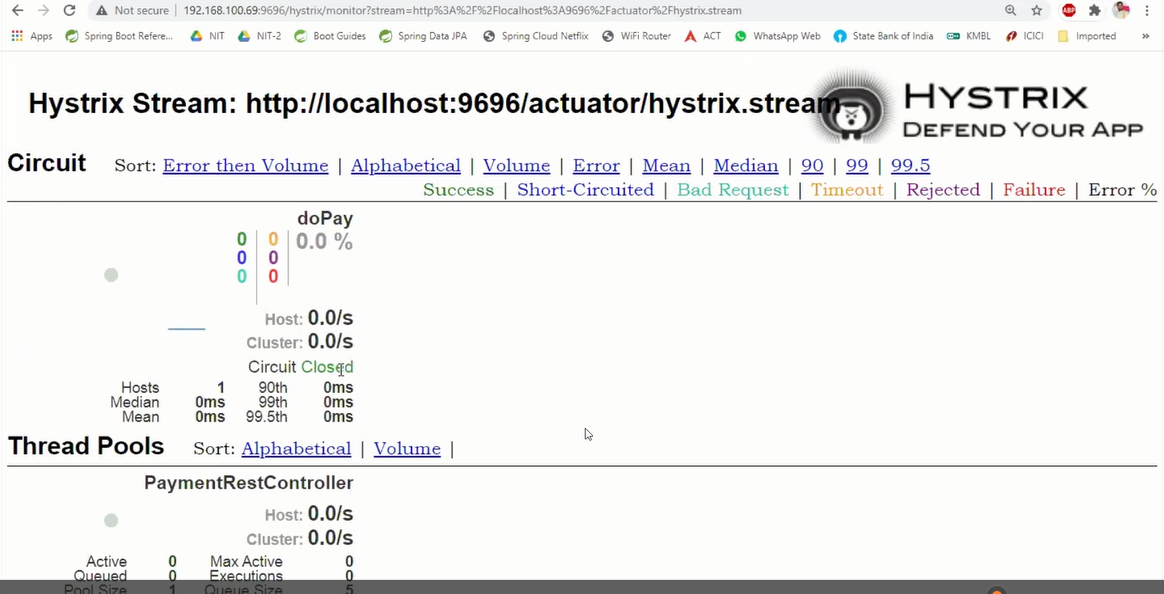 Not secure | 192.168.100.69:9696/hystrix/monitor?stream=http%3A%2F%2Flocalhost%3A9696%2Factuator%2Fhystrix.stream ABP
Apps Spring Boot Refere... NIT NIT-2 Boot Guides Spring Data JPA Spring Cloud Netflix WiFi Router ACT WhatsApp Web State Bank of India KMBL ICICI Imported »
Hystrix Stream: http://localhost:9696/actuator/hystrix.stream
HYSTRIX
DEFEND YOUR APP
Circuit Sort: Error then Volume | Alphabetical | Volume | Error | Mean | Median | 90 | 99 | 99.5
Success | Short-Circuited | Bad Request | Timeout | Rejected | Failure | Error %
doPay
0 0 0.0 %
0 0
0 0
Host: 0.0/s
Cluster: 0.0/s
Circuit Closed
Hosts 1 90th 0ms
Median 0ms 99th 0ms
Mean 0ms 99.5th 0ms
Thread Pools Sort: Alphabetical | Volume |
PaymentRestController
Host: 0.0/s
Cluster: 0.0/s
Active 0 Max Active 0
Queued 0 Executions 0
Pool Size 1 Queue Size 5